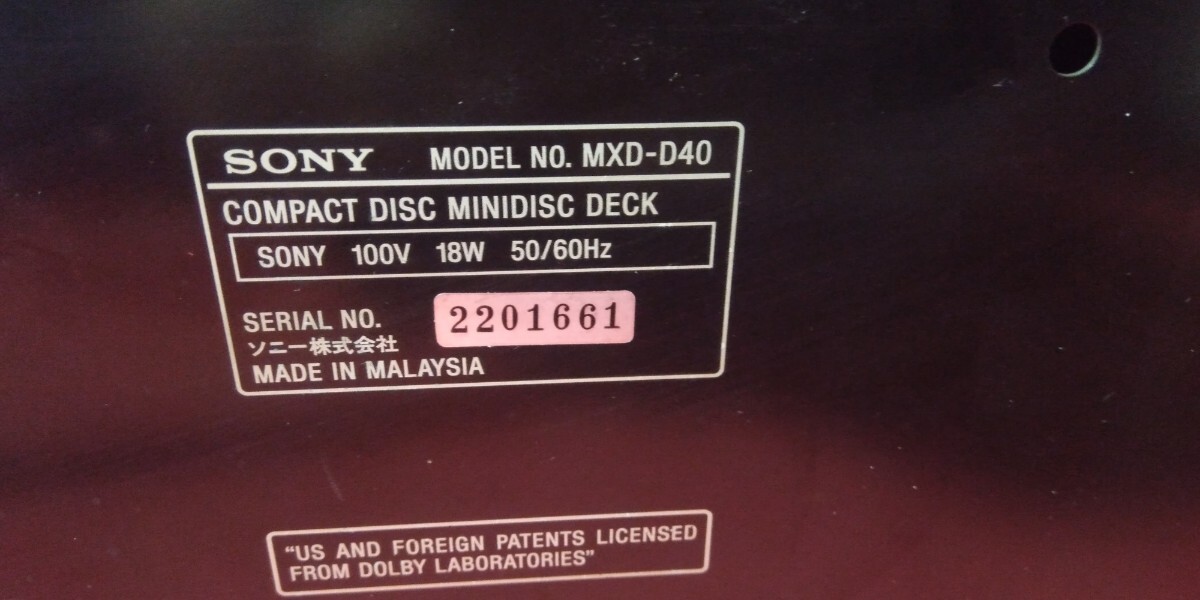 SONY MODEL NO. MXD-D40
COMPACT DISC MINIDISC DECK
SONY 100V 18W 50/60Hz
SERIAL NO. 2201661
ソニー株式会社
MADE IN MALAYSIA
"US AND FOREIGN PATENTS LICENSED
FROM DOLBY LABORATORIES"